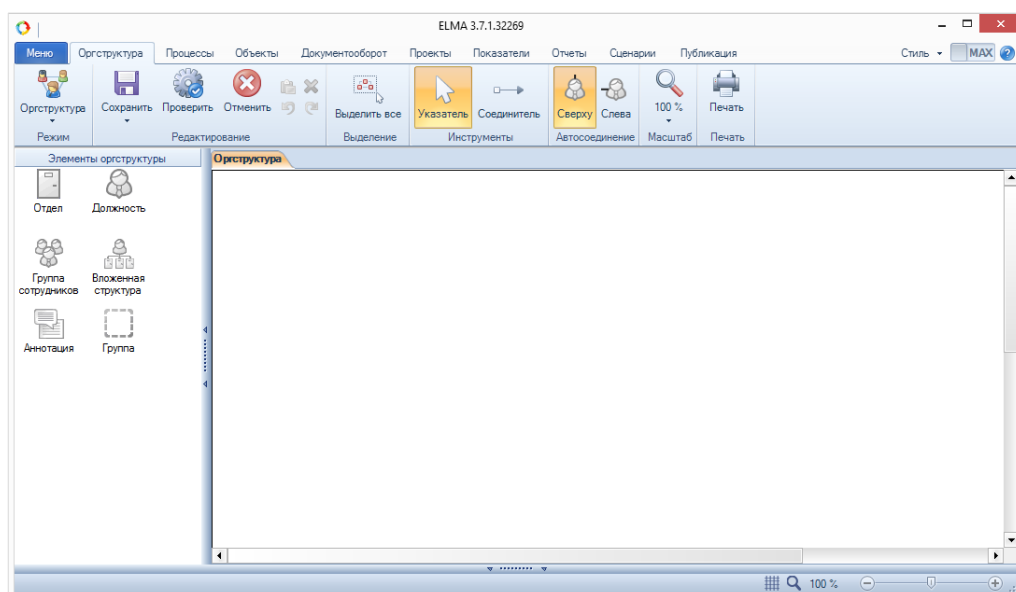 ELMA 3.7.1.32269
Меню Оргструктура Процессы Объекты Документооборот Проекты Показатели Отчеты Сценарии Публикация Стиль MAX ?
Оргструктура Сохранить Проверить Отменить Выделить все Указатель Соединитель Сверху Слева 100 % Печать
Режим Редактирование Выделение Инструменты Автосоединение Масштаб Печать
Элементы оргструктуры Оргструктура
Отдел Должность
Группа Вложенная
сотрудников структура
Аннотация Группа
100 %